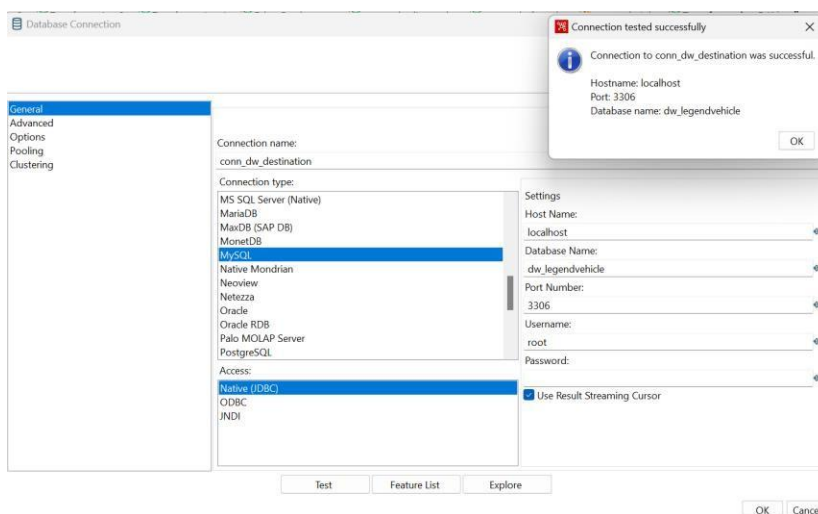 Database Connection
Connection tested successfully
Connection to conn_dw_destination was successful.
Hostname: localhost
Port: 3306
Database name: dw_legendvehicle
OK
General
Advanced
Options
Pooling
Clustering
Connection name:
conn_dw_destination
Connection type:
MS SQL Server (Native)
MariaDB
MaxDB (SAP DB)
MonetDB
MySQL
Native Mondrian
Neoview
Netezza
Oracle
Oracle RDB
Palo MOLAP Server
PostgreSQL
Access:
Native (JDBC)
ODBC
JNDI
Settings
Host Name:
localhost
Database Name:
dw_legendvehicle
Port Number:
3306
Username:
root
Password:
Use Result Streaming Cursor
Test
Feature List
Explore
OK
Cance